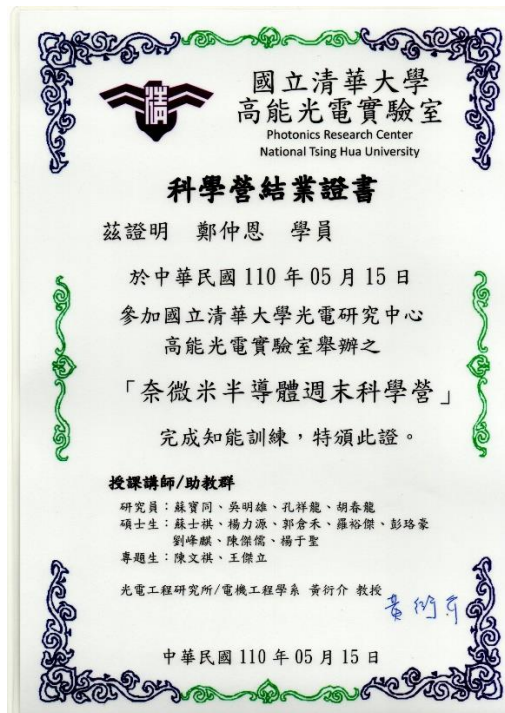 清
國立清華大學
高能光電實驗室
Photonics Research Center
National Tsing Hua University
科學營結業證書
茲證明 鄭仲恩 學員
於中華民國 110 年 05 月 15 日
參加國立清華大學光電研究中心
高能光電實驗室舉辦之
「奈微米半導體週末科學營」
完成知能訓練，特頒此證。
授課講師/助教群
研究員：蘇寶同、吳明雄、孔祥龍、胡春龍
碩士生：蘇士祺、楊力源、郭倉禾、羅裕傑、彭珞豪
劉峰麒、陳傑儒、楊于聖
專題生：陳文祺、王傑立
光電工程研究所/電機工程學系 黃衍介 教授
黃衍介
中華民國 110 年 05 月 15 日